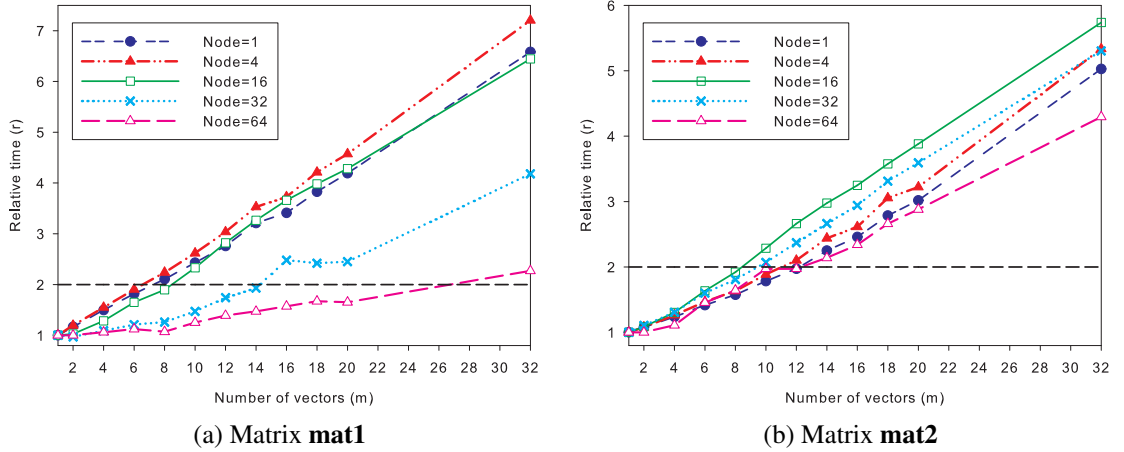 7
6
5
4
3
2
1
Relative time (r)
Node=1
Node=4
Node=16
Node=32
Node=64
2 4 6 8 10 12 14 16 18 20 22 24 26 28 30 32
Number of vectors (m)
(a) Matrix mat1
6
5
4
3
2
1
Relative time (r)
Node=1
Node=4
Node=16
Node=32
Node=64
2 4 6 8 10 12 14 16 18 20 22 24 26 28 30 32
Number of vectors (m)
(b) Matrix mat2